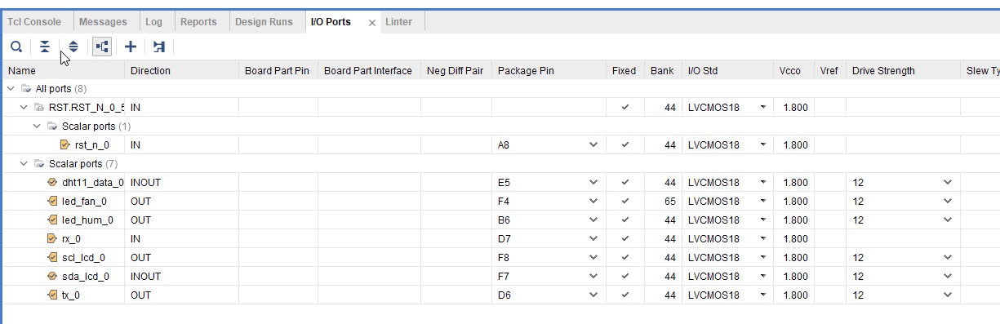 Tcl Console Messages Log Reports Design Runs I/O Ports × Linter
Name Direction Board Part Pin Board Part Interface Neg Diff Pair Package Pin Fixed Bank I/O Std Vcco Vref Drive Strength Slew Ty
All ports (8)
RST.RST_N_0_5 IN 44 LVCMOS18 1.800
Scalar ports (1)
rst_n_0 IN A8 44 LVCMOS18 1.800
Scalar ports (7)
dht11_data_0 INOUT E5 44 LVCMOS18 1.800 12
led_fan_0 OUT F4 65 LVCMOS18 1.800 12
led_hum_0 OUT B6 44 LVCMOS18 1.800 12
rx_0 IN D7 44 LVCMOS18 1.800
scl_lcd_0 OUT F8 44 LVCMOS18 1.800 12
sda_lcd_0 INOUT F7 44 LVCMOS18 1.800 12
tx_0 OUT D6 44 LVCMOS18 1.800 12